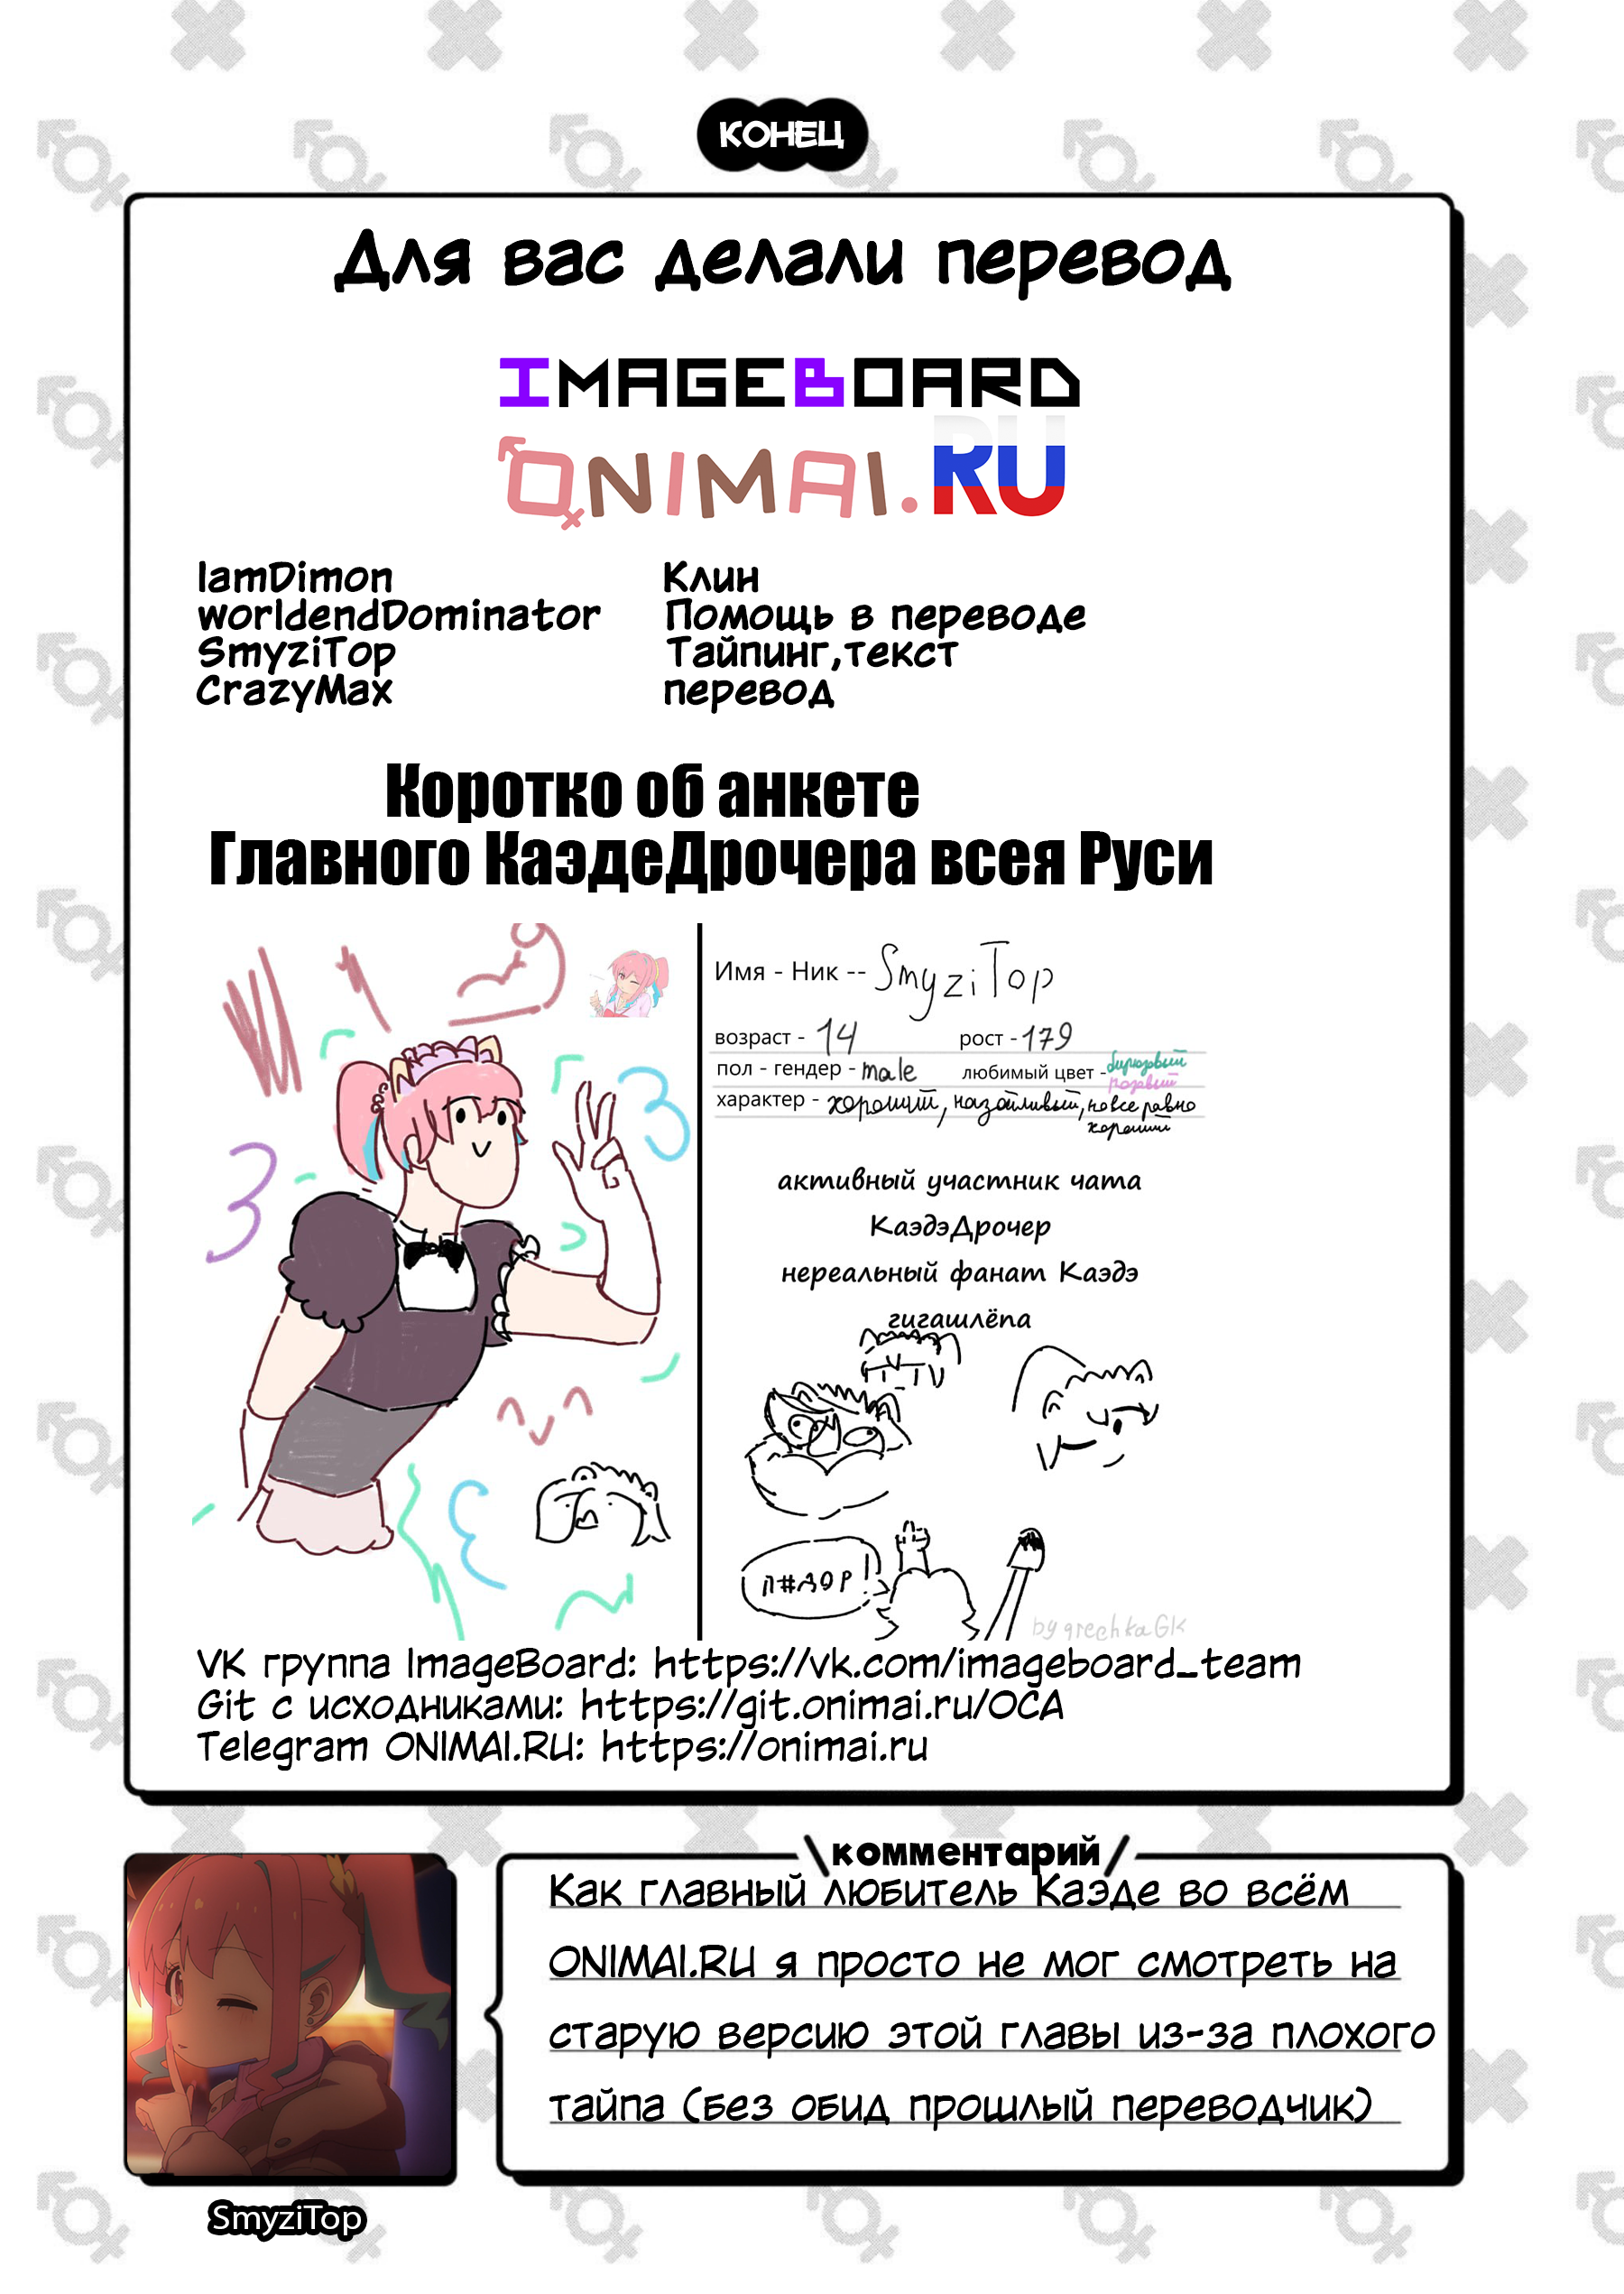 КОНЕЦ
Для вас делали перевод
IMAGEBOARD
ONIMAI.RU
IamDimon Клин
worldendDominator Помощь в переводе
SmyziTop Тайпинг,текст
CrazyMax перевод
Коротко об анкете
Главного КаэдеДрочера всея Руси
Имя - Ник -- SmyziTop
возраст - 14 рост - 179
пол - гендер - male любимый цвет - бирюзвый
розвый
характер - хороший, назойливый, но все равно
хороший
активный участник чата
КаэдэДрочер
нереальный фанат Каэдэ
гигашлёпа
П#ДОР!
by grechkaGK
VK группа ImageBoard: https://vk.com/imageboard_team
Git с исходниками: https://git.onimai.ru/OCA
Telegram ONIMAI.RU: https://onimai.ru
комментарий
Как главный любитель Каэде во всём
ONIMAI.RU я просто не мог смотреть на
старую версию этой главы из-за плохого
тайпа (без обид прошлый переводчик)
SmyziTop